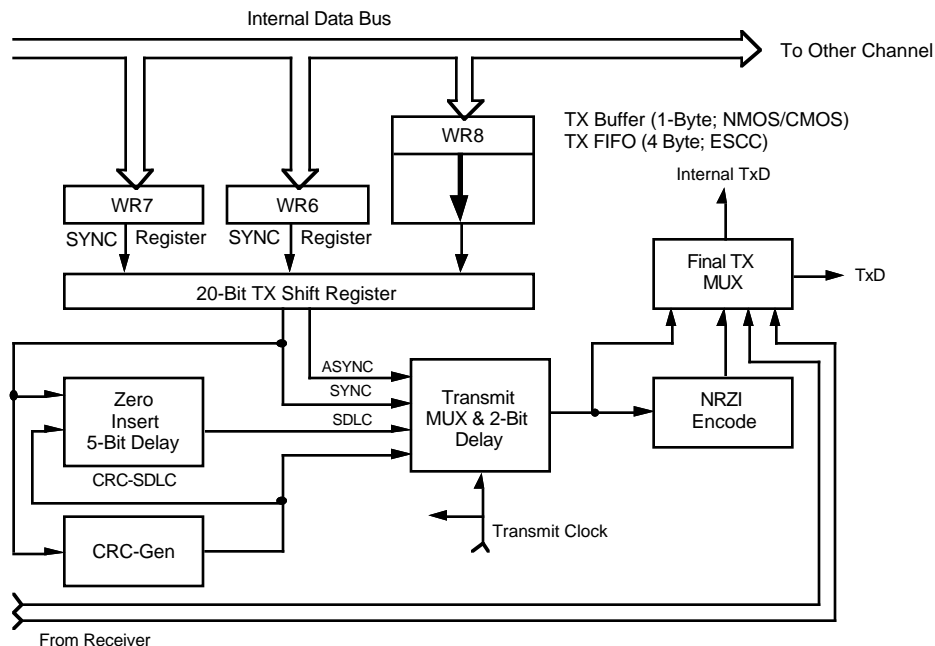 Internal Data Bus
To Other Channel
TX Buffer (1-Byte; NMOS/CMOS)
TX FIFO (4 Byte; ESCC)
WR8
Internal TxD
WR7
WR6
SYNC Register
SYNC Register
Final TX
MUX
TxD
20-Bit TX Shift Register
ASYNC
SYNC
SDLC
Zero
Insert
5-Bit Delay
Transmit
MUX & 2-Bit
Delay
NRZI
Encode
CRC-SDLC
CRC-Gen
Transmit Clock
From Receiver